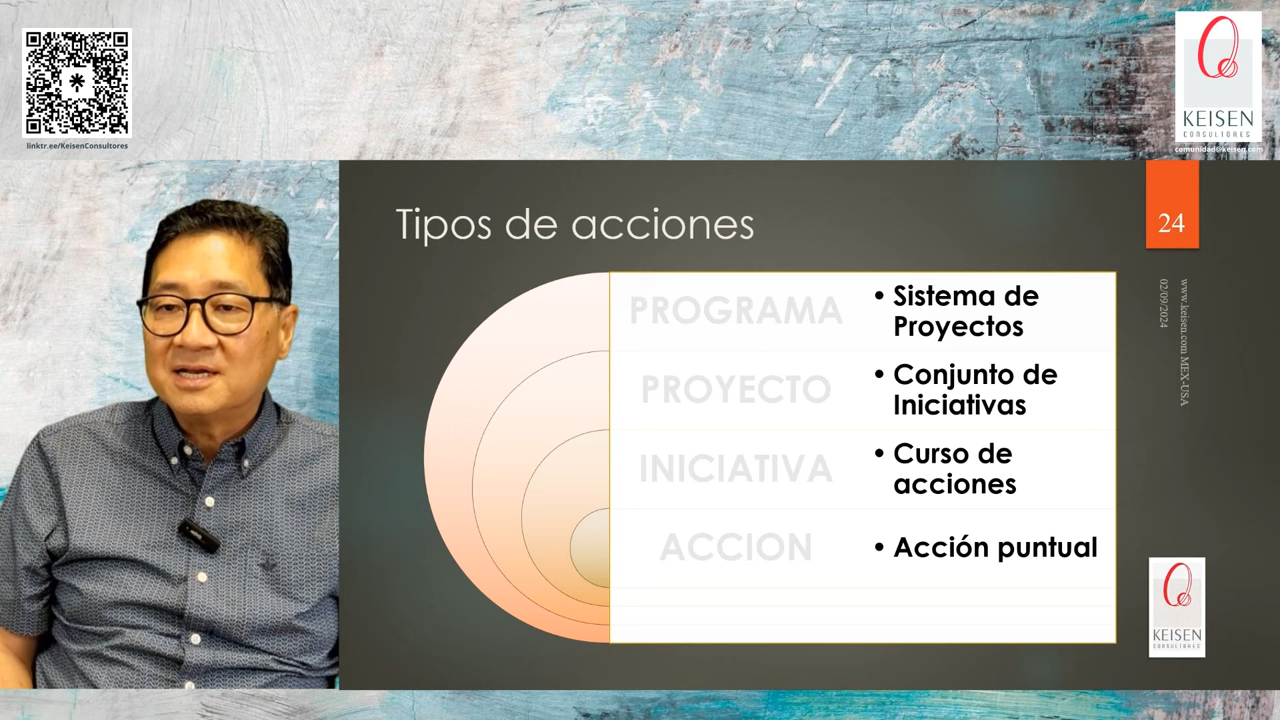 linktr.ee/KeisenConsultores
KEISEN
CONSULTORES
comunidad@keisen.com
Tipos de acciones
24
www.keisen.com MEX-USA
02/09/2024
PROGRAMA
• Sistema de
Proyectos
PROYECTO
• Conjunto de
Iniciativas
INICIATIVA
• Curso de
acciones
ACCION
• Acción puntual
KEISEN
CONSULTORES